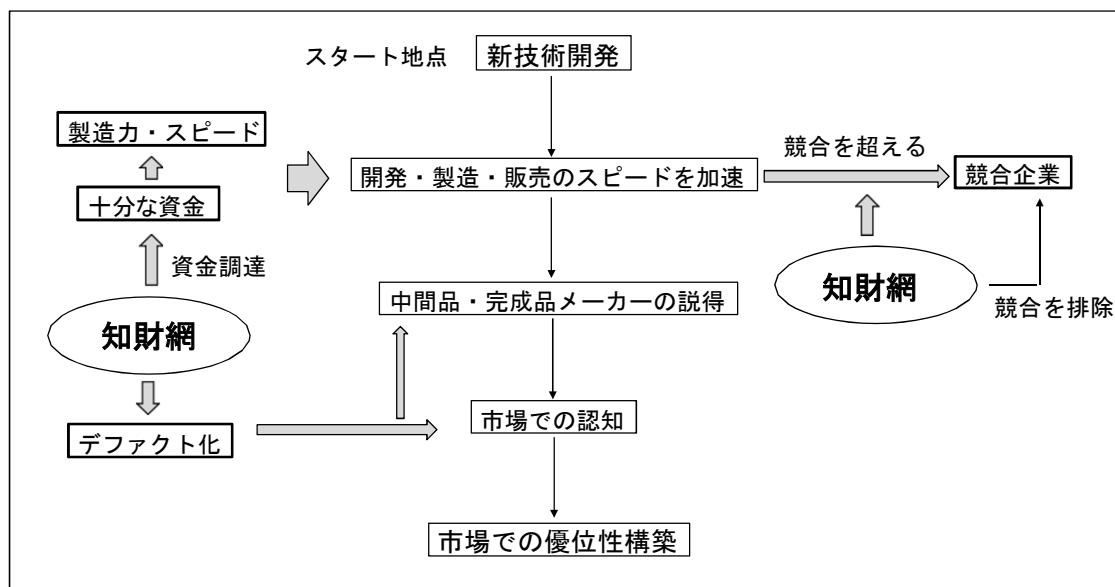 スタート地点
新技術開発
製造力・スピード
競合を超える
開発・製造・販売のスピードを加速
競合企業
十分な資金
資金調達
知財網
中間品・完成品メーカーの説得
競合を排除
知財網
市場での認知
デファクト化
市場での優位性構築